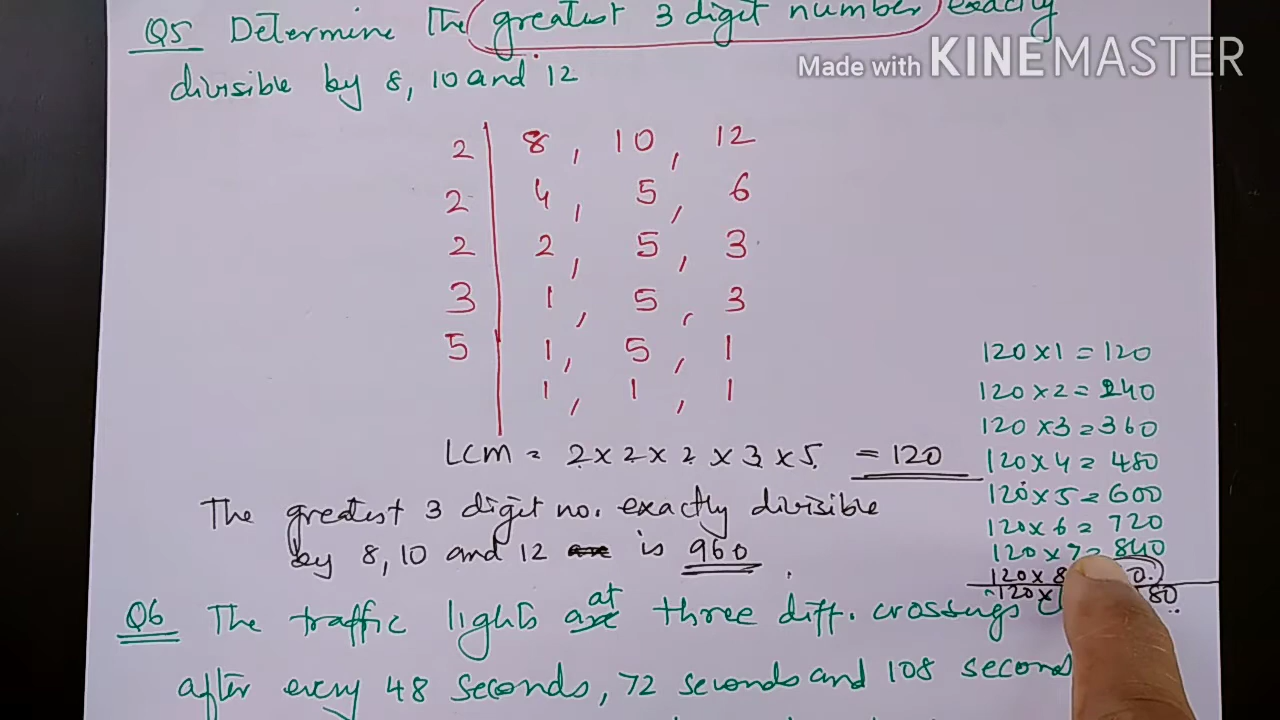 Q5 Determine the greatest 3 digit number exactly
Made with KINEMASTER
divisible by 8, 10 and 12
2 | 8 , 10 , 12
2 | 4 , 5 , 6
2 | 2 , 5 , 3
3 | 1 , 5 , 3
5 | 1 , 5 , 1
1 , 1 , 1
120 x 1 = 120
120 x 2 = 240
120 x 3 = 360
120 x 4 = 480
120 x 5 = 600
120 x 6 = 720
120 x 7 = 840
120 x 8
120 x 80
LCM = 2 x 2 x 2 x 3 x 5 = 120
The greatest 3 digit no. exactly divisible
by 8, 10 and 12 is 960
Q6 The traffic lights at three diff. crossings
after every 48 seconds, 72 seconds and 108 second